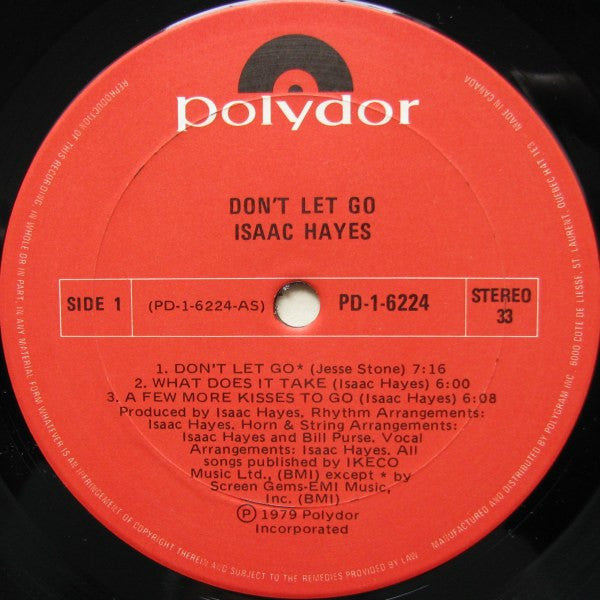 polydor
DON'T LET GO
ISAAC HAYES
SIDE 1
(PD-1-6224-AS)
PD-1-6224
STEREO
33
1. DON'T LET GO* (Jesse Stone) 7:16
2. WHAT DOES IT TAKE (Isaac Hayes) 6:00
3. A FEW MORE KISSES TO GO (Isaac Hayes) 6:08
Produced by Isaac Hayes. Rhythm Arrangements:
Isaac Hayes. Horn & String Arrangements:
Isaac Hayes and Bill Purse. Vocal
Arrangements: Isaac Hayes. All
songs published by IKECO
Music Ltd., (BMI) except * by
Screen Gems-EMI Music,
Inc. (BMI)
Ⓟ 1979 Polydor
Incorporated
REPRODUCTION OF THIS RECORDING, IN WHOLE OR IN PART, IN ANY MATERIAL FORM WHATEVER IS AN INFRINGEMENT OF COPYRIGHT THEREIN AND SUBJECT TO THE REMEDIES PROVIDED BY LAW
MANUFACTURED AND DISTRIBUTED BY POLYGRAM INC. 6000 COTE DE LIESSE, ST. LAURENT, QUEBEC H4T 1E3 MADE IN CANADA